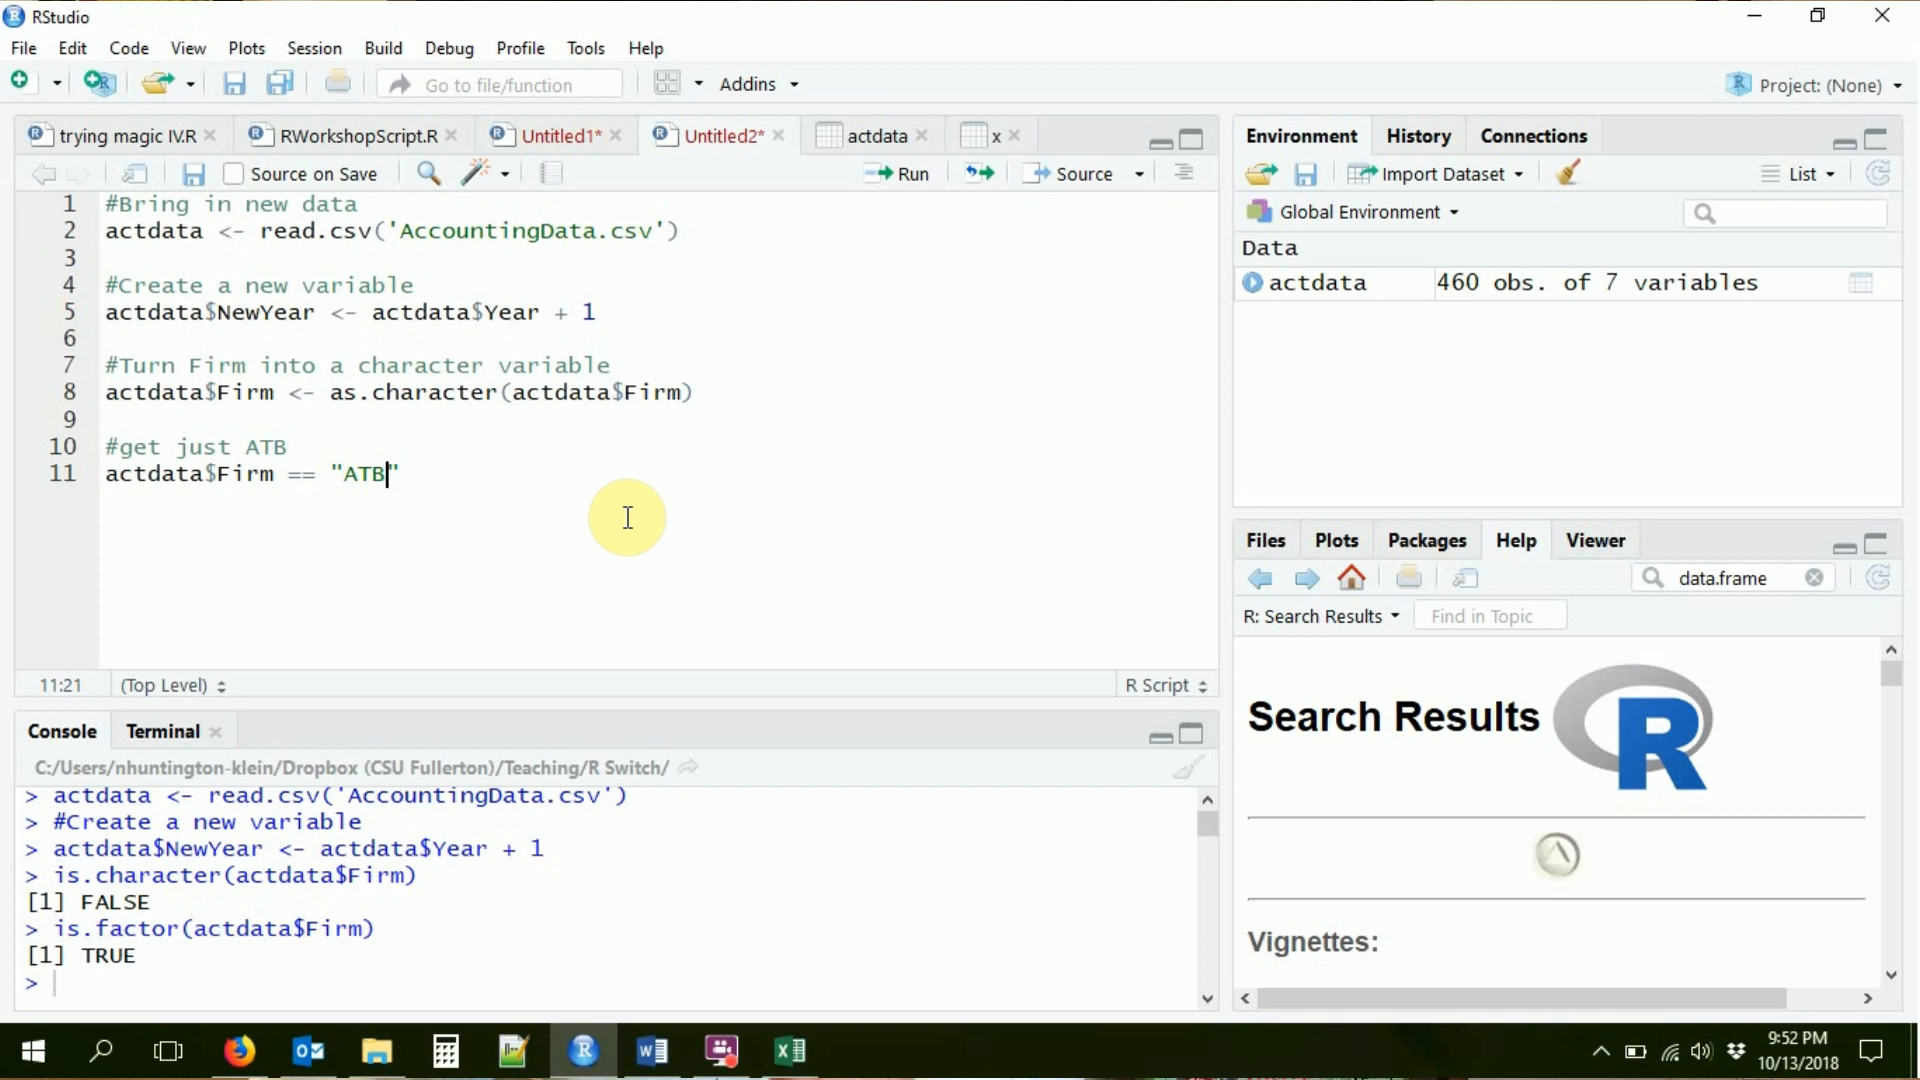 RStudio
File Edit Code View Plots Session Build Debug Profile Tools Help
Go to file/function
Addins
Project: (None)
trying magic IV.R
RWorkshopScript.R
Untitled1*
Untitled2*
actdata
x
Source on Save
Run
Source
1 #Bring in new data
2 actdata <- read.csv('AccountingData.csv')
3
4 #Create a new variable
5 actdata$NewYear <- actdata$Year + 1
6
7 #Turn Firm into a character variable
8 actdata$Firm <- as.character(actdata$Firm)
9
10 #get just ATB
11 actdata$Firm == "ATB"
11:21 (Top Level) R Script
Console Terminal
C:/Users/nhuntington-klein/Dropbox (CSU Fullerton)/Teaching/R Switch/
> actdata <- read.csv('AccountingData.csv')
> #Create a new variable
> actdata$NewYear <- actdata$Year + 1
> is.character(actdata$Firm)
[1] FALSE
> is.factor(actdata$Firm)
[1] TRUE
>
Environment History Connections
Import Dataset
List
Global Environment
Data
actdata 460 obs. of 7 variables
Files Plots Packages Help Viewer
data.frame
R: Search Results Find in Topic
Search Results R
Vignettes:
9:52 PM
10/13/2018